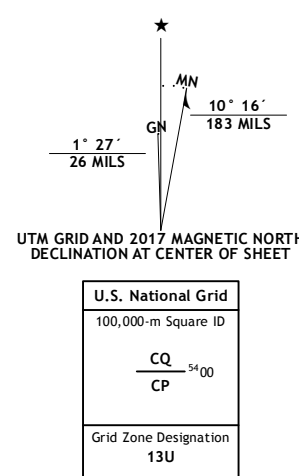 ★
MN
GN
10° 16´
183 MILS
1° 27´
26 MILS
UTM GRID AND 2017 MAGNETIC NORTH
DECLINATION AT CENTER OF SHEET
U.S. National Grid
100,000-m Square ID
CQ
5400
CP
Grid Zone Designation
13U